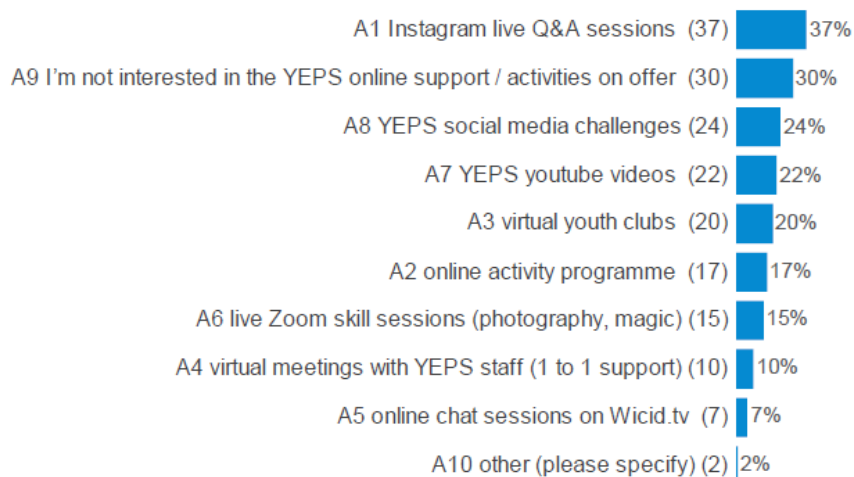 A1 Instagram live Q&A sessions (37) 37%
A9 I'm not interested in the YEPS online support / activities on offer (30) 30%
A8 YEPS social media challenges (24) 24%
A7 YEPS youtube videos (22) 22%
A3 virtual youth clubs (20) 20%
A2 online activity programme (17) 17%
A6 live Zoom skill sessions (photography, magic) (15) 15%
A4 virtual meetings with YEPS staff (1 to 1 support) (10) 10%
A5 online chat sessions on Wicid.tv (7) 7%
A10 other (please specify) (2) 2%